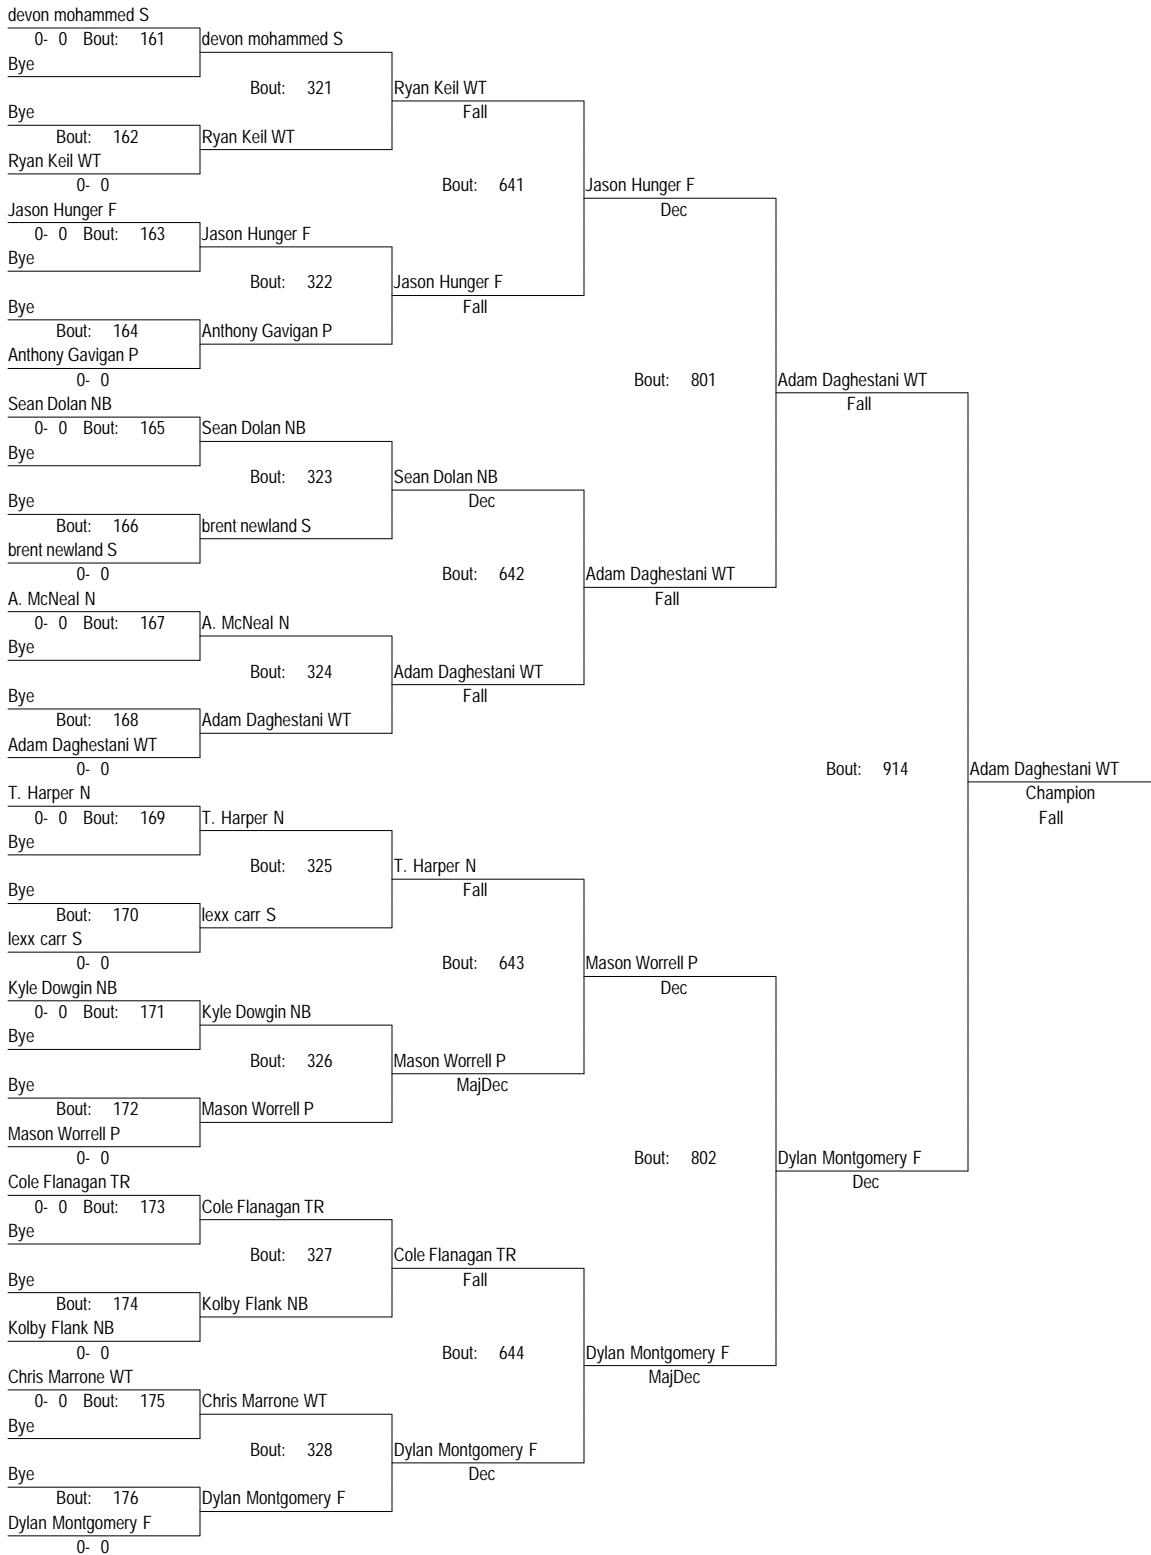 devon mohammed S
0- 0 Bout: 161 devon mohammed S
Bye
Bout: 321 Ryan Keil WT
Bye Fall
Bout: 162 Ryan Keil WT
Ryan Keil WT
0- 0 Bout: 641 Jason Hunger F
Jason Hunger F Dec
0- 0 Bout: 163 Jason Hunger F
Bye
Bout: 322 Jason Hunger F
Bye Fall
Bout: 164 Anthony Gavigan P
Anthony Gavigan P
0- 0 Bout: 801 Adam Daghestani WT
Sean Dolan NB Fall
0- 0 Bout: 165 Sean Dolan NB
Bye
Bout: 323 Sean Dolan NB
Bye Dec
Bout: 166 brent newland S
brent newland S
0- 0 Bout: 642 Adam Daghestani WT
A. McNeal N Fall
0- 0 Bout: 167 A. McNeal N
Bye
Bout: 324 Adam Daghestani WT
Bye Fall
Bout: 168 Adam Daghestani WT
Adam Daghestani WT
0- 0 Bout: 914 Adam Daghestani WT
T. Harper N Champion
0- 0 Bout: 169 T. Harper N Fall
Bye
Bout: 325 T. Harper N
Bye Fall
Bout: 170 lexx carr S
lexx carr S
0- 0 Bout: 643 Mason Worrell P
Kyle Dowgin NB Dec
0- 0 Bout: 171 Kyle Dowgin NB
Bye
Bout: 326 Mason Worrell P
Bye MajDec
Bout: 172 Mason Worrell P
Mason Worrell P
0- 0 Bout: 802 Dylan Montgomery F
Cole Flanagan TR Dec
0- 0 Bout: 173 Cole Flanagan TR
Bye
Bout: 327 Cole Flanagan TR
Bye Fall
Bout: 174 Kolby Flank NB
Kolby Flank NB
0- 0 Bout: 644 Dylan Montgomery F
Chris Marrone WT MajDec
0- 0 Bout: 175 Chris Marrone WT
Bye
Bout: 328 Dylan Montgomery F
Bye Dec
Bout: 176 Dylan Montgomery F
Dylan Montgomery F
0- 0